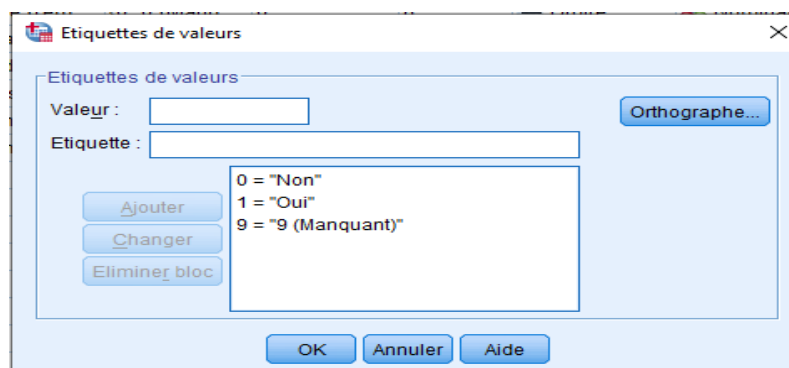 Etiquettes de valeurs
Etiquettes de valeurs
Valeur :
Orthographe...
Etiquette :
0 = "Non"
1 = "Oui"
9 = "9 (Manquant)"
Ajouter
Changer
Eliminer bloc
OK Annuler Aide